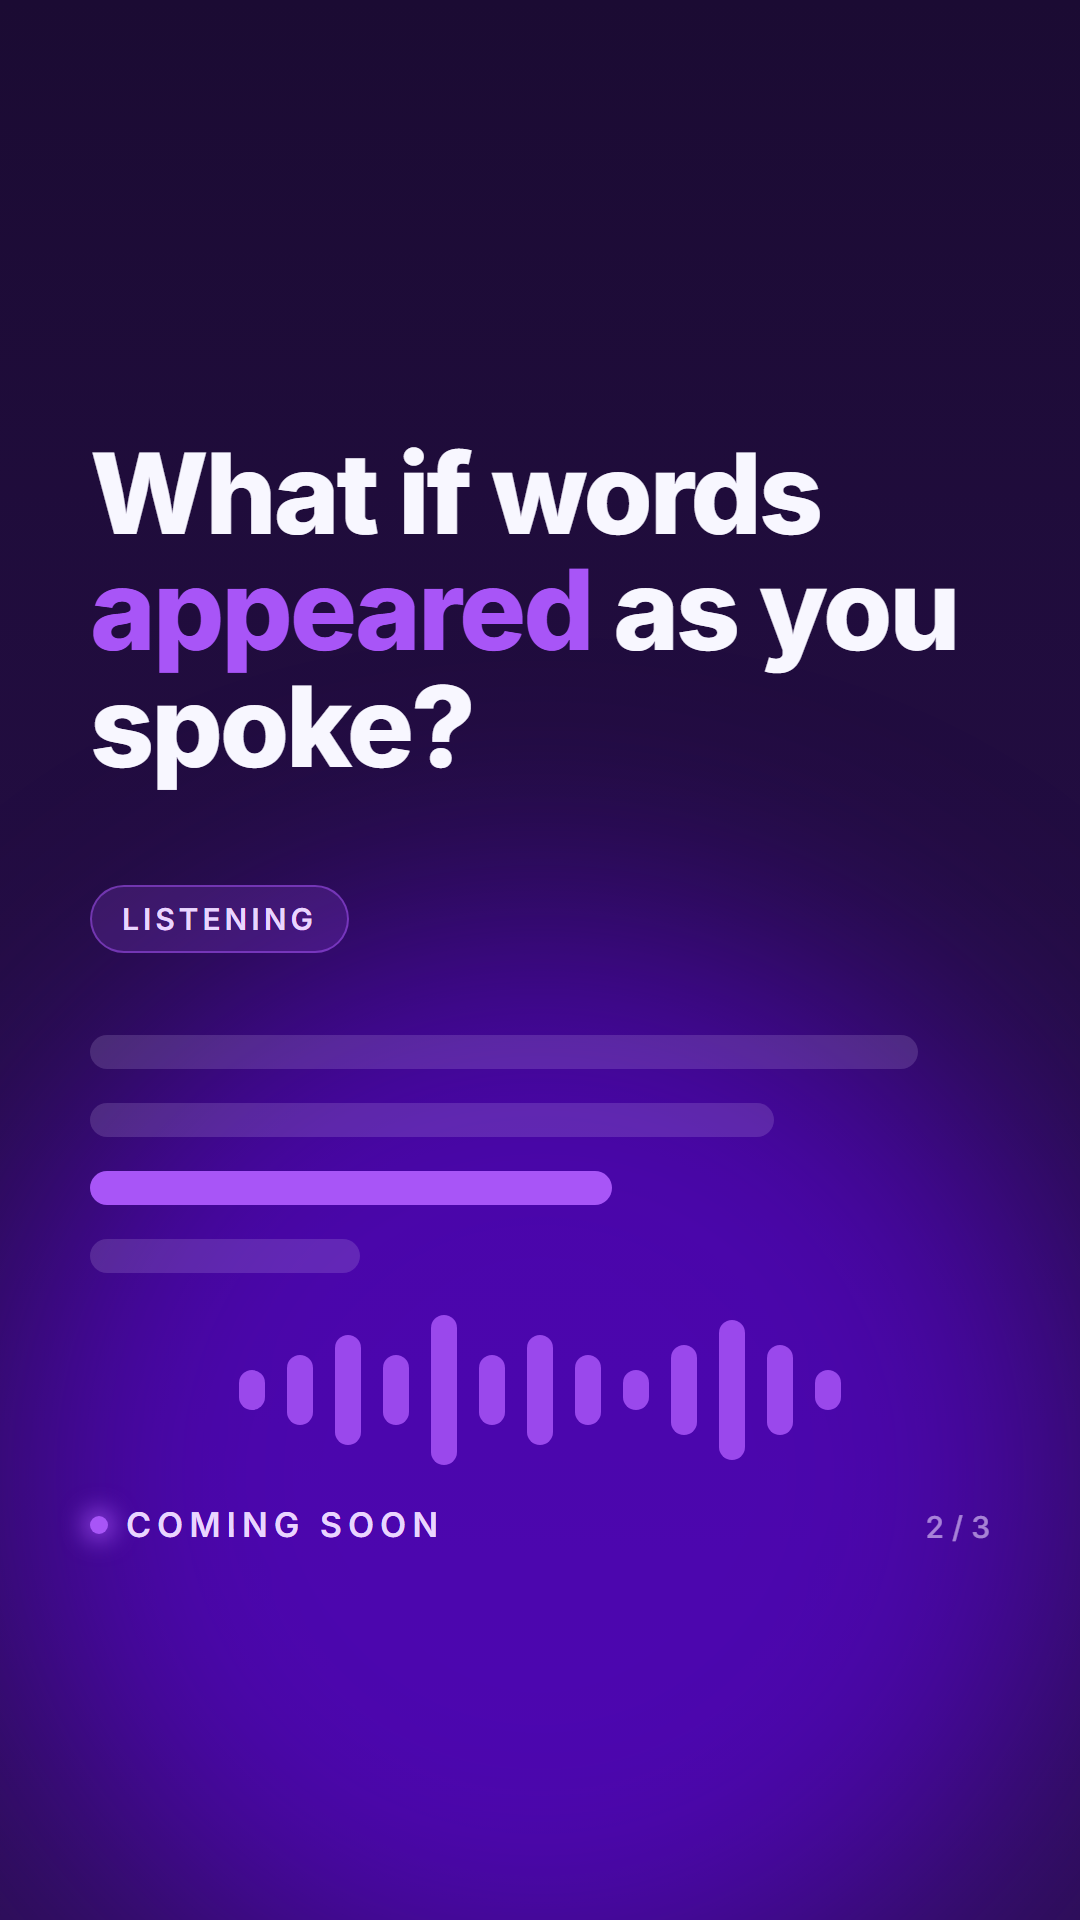 What if words
appeared as you
spoke?
LISTENING
COMING SOON
2 / 3